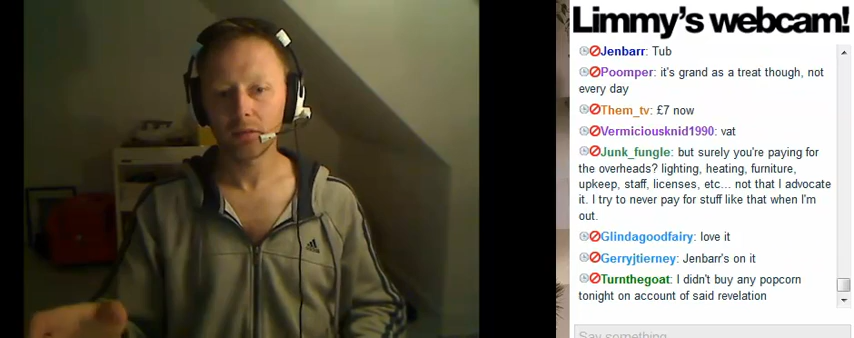 Limmy's webcam!
Jenbarr: Tub
Poomper: it's grand as a treat though, not
every day
Them_tv: £7 now
Vermiciousknid1990: vat
Junk_fungle: but surely you're paying for
the overheads? lighting, heating, furniture,
upkeep, staff, licenses, etc... not that I advocate
it. I try to never pay for stuff like that when I'm
out.
Glindagoodfairy: love it
Gerryjtierney: Jenbarr's on it
Turnthegoat: I didn't buy any popcorn
tonight on account of said revelation
Say something